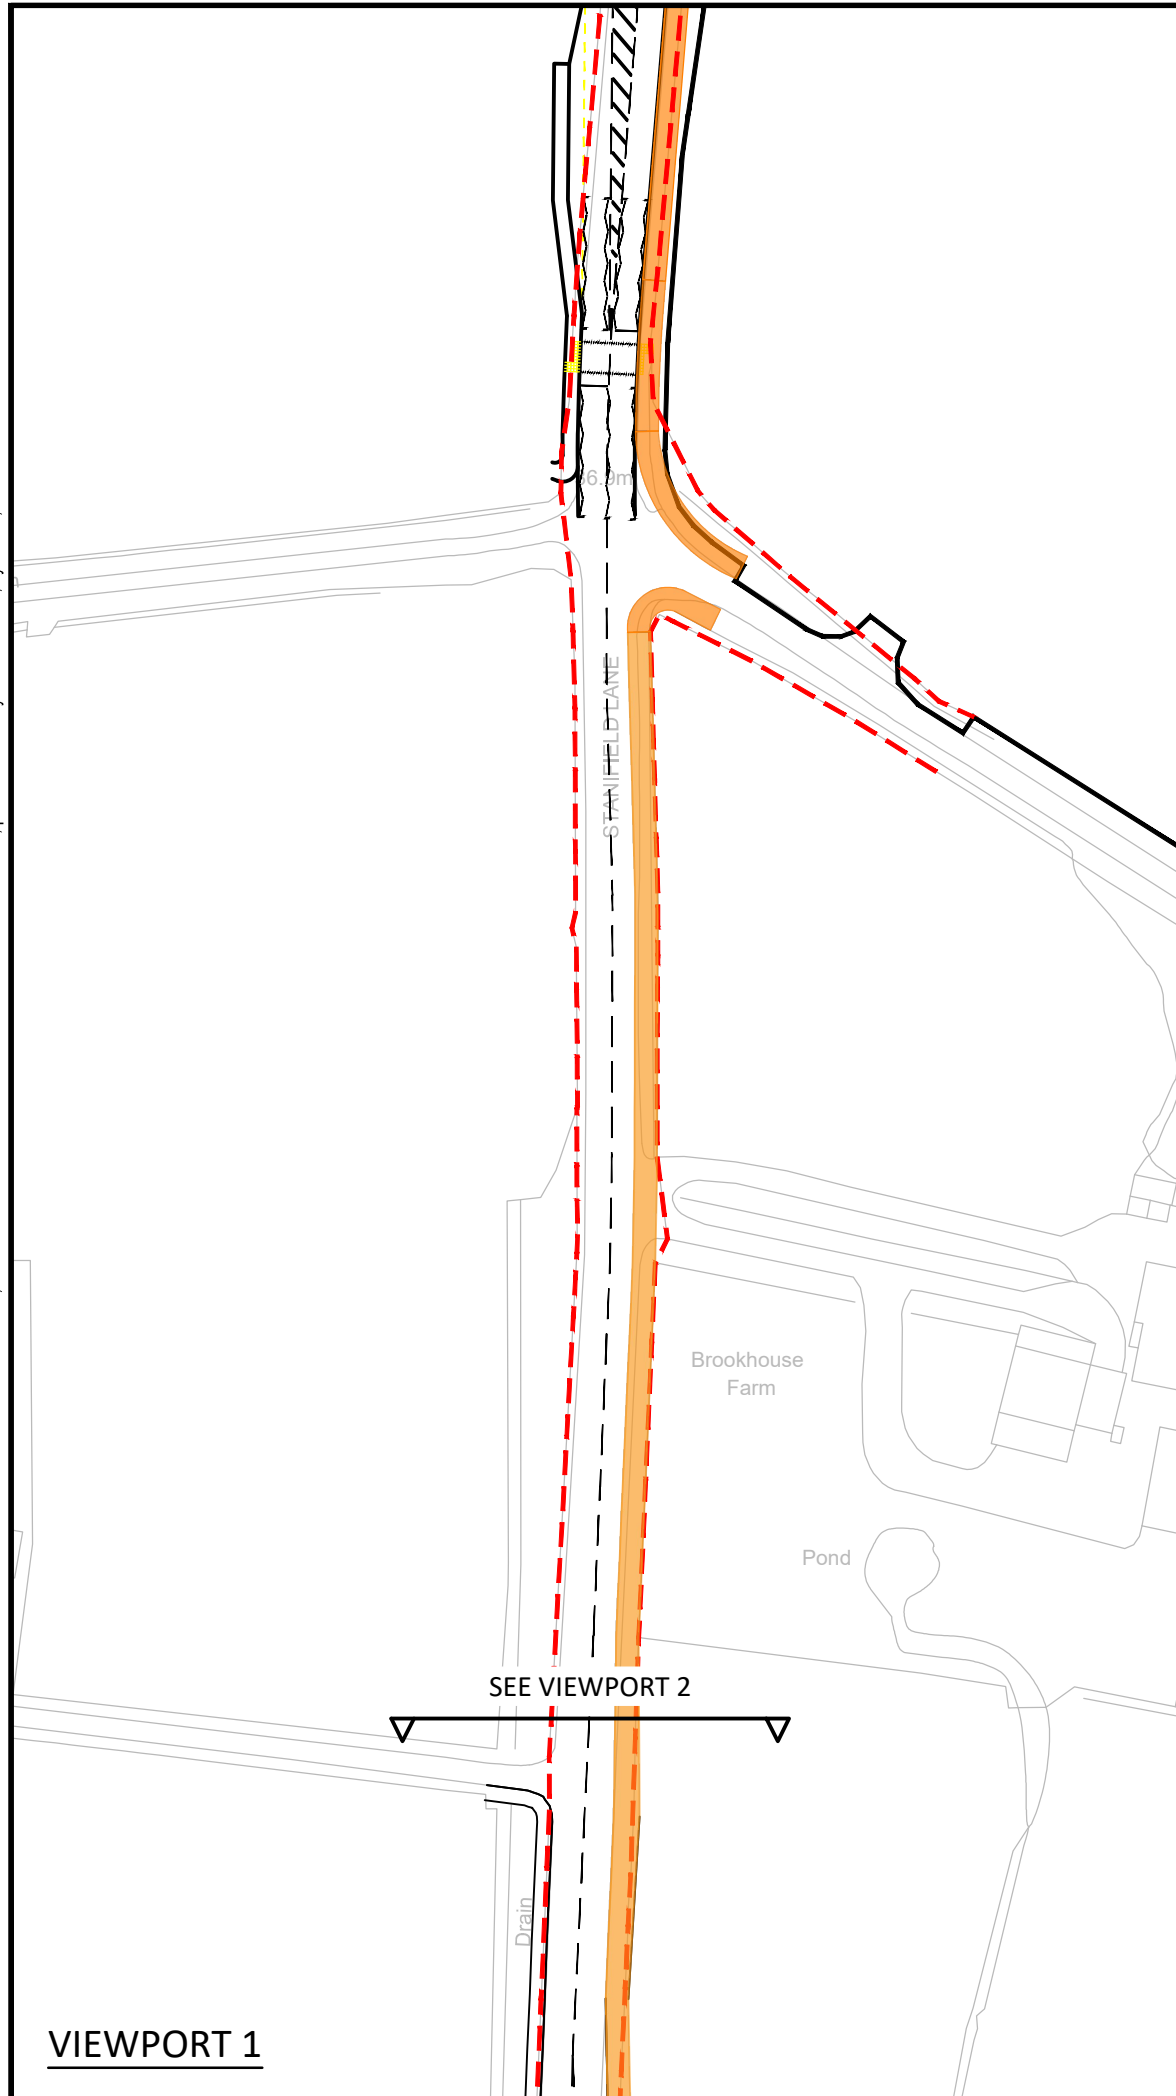 STANIFIELD LANE
Brookhouse
Farm
Pond
SEE VIEWPORT 2
Drain
VIEWPORT 1